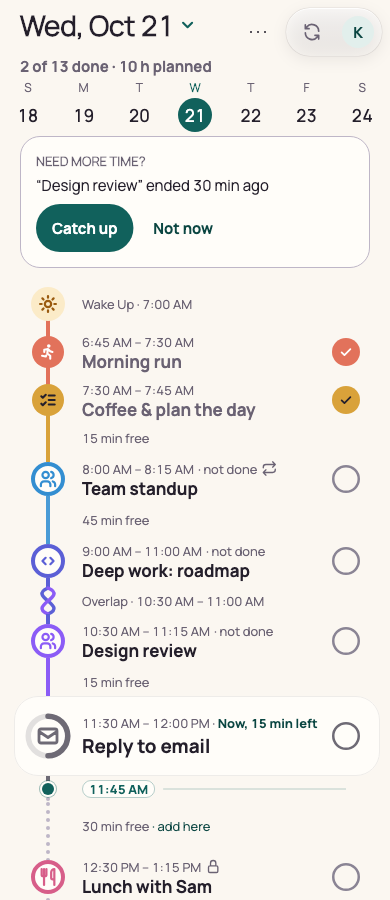 Wed, Oct 21
...
K
2 of 13 done · 10 h planned
S M T W T F S
18 19 20 21 22 23 24
NEED MORE TIME?
“Design review” ended 30 min ago
Catch up Not now
Wake Up · 7:00 AM
6:45 AM – 7:30 AM
Morning run
7:30 AM – 7:45 AM
Coffee & plan the day
15 min free
8:00 AM – 8:15 AM · not done
Team standup
45 min free
9:00 AM – 11:00 AM · not done
Deep work: roadmap
Overlap · 10:30 AM – 11:00 AM
10:30 AM – 11:15 AM · not done
Design review
15 min free
11:30 AM – 12:00 PM · Now, 15 min left
Reply to email
11:45 AM
30 min free · add here
12:30 PM – 1:15 PM
Lunch with Sam